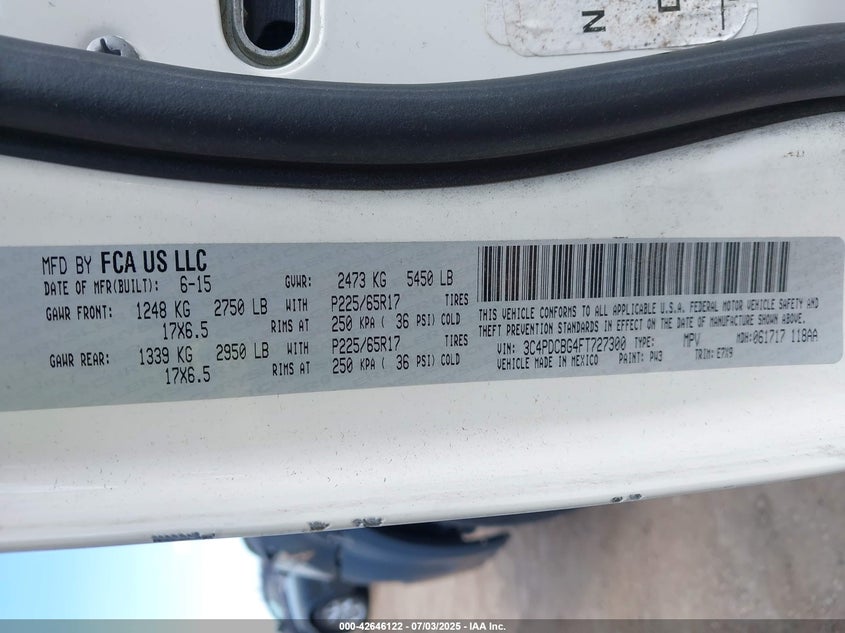 N
MFD BY FCA US LLC
DATE OF MFR(BUILT): 6-15 GVWR: 2473 KG 5450 LB
GAWR FRONT: 1248 KG 2750 LB WITH P225/65R17 TIRES
17X6.5 RIMS AT 250 KPA ( 36 PSI) COLD
GAWR REAR: 1339 KG 2950 LB WITH P225/65R17 TIRES
17X6.5 RIMS AT 250 KPA ( 36 PSI) COLD
THIS VEHICLE CONFORMS TO ALL APPLICABLE U.S.A. FEDERAL MOTOR VEHICLE SAFETY AND
THEFT PREVENTION STANDARDS IN EFFECT ON THE DATE OF MANUFACTURE SHOWN ABOVE.
VIN: 3C4PDCBG4FT727300 TYPE: MPV MDH:061717 118AA
VEHICLE MADE IN MEXICO PAINT: PW3 TRIM: E7X9
000-42646122 - 07/03/2025 - IAA Inc.